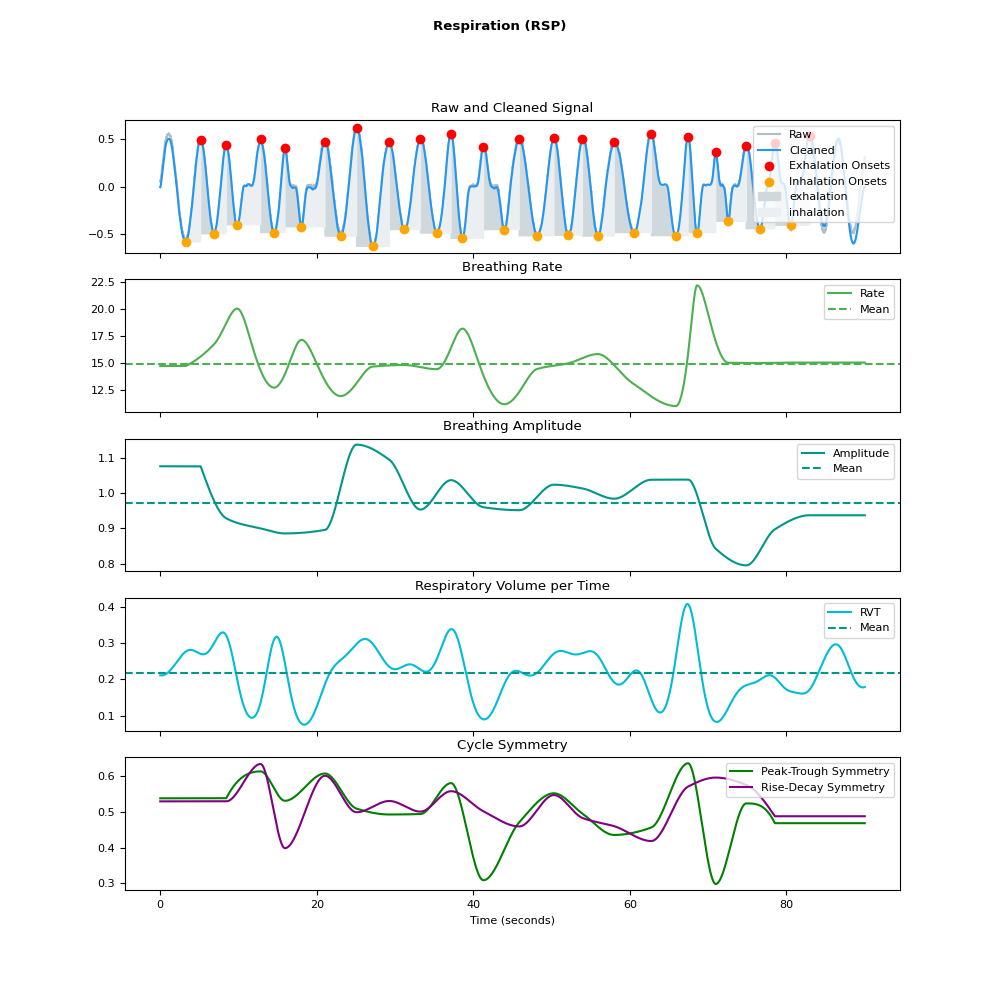 Respiration (RSP)
Raw and Cleaned Signal
0.5
0.0
−0.5
Raw
Cleaned
Exhalation Onsets
Inhalation Onsets
exhalation
inhalation
Breathing Rate
22.5
20.0
17.5
15.0
12.5
Rate
Mean
Breathing Amplitude
1.1
1.0
0.9
0.8
Amplitude
Mean
Respiratory Volume per Time
0.4
0.3
0.2
0.1
RVT
Mean
Cycle Symmetry
0.6
0.5
0.4
0.3
Peak-Trough Symmetry
Rise-Decay Symmetry
0 20 40 60 80
Time (seconds)